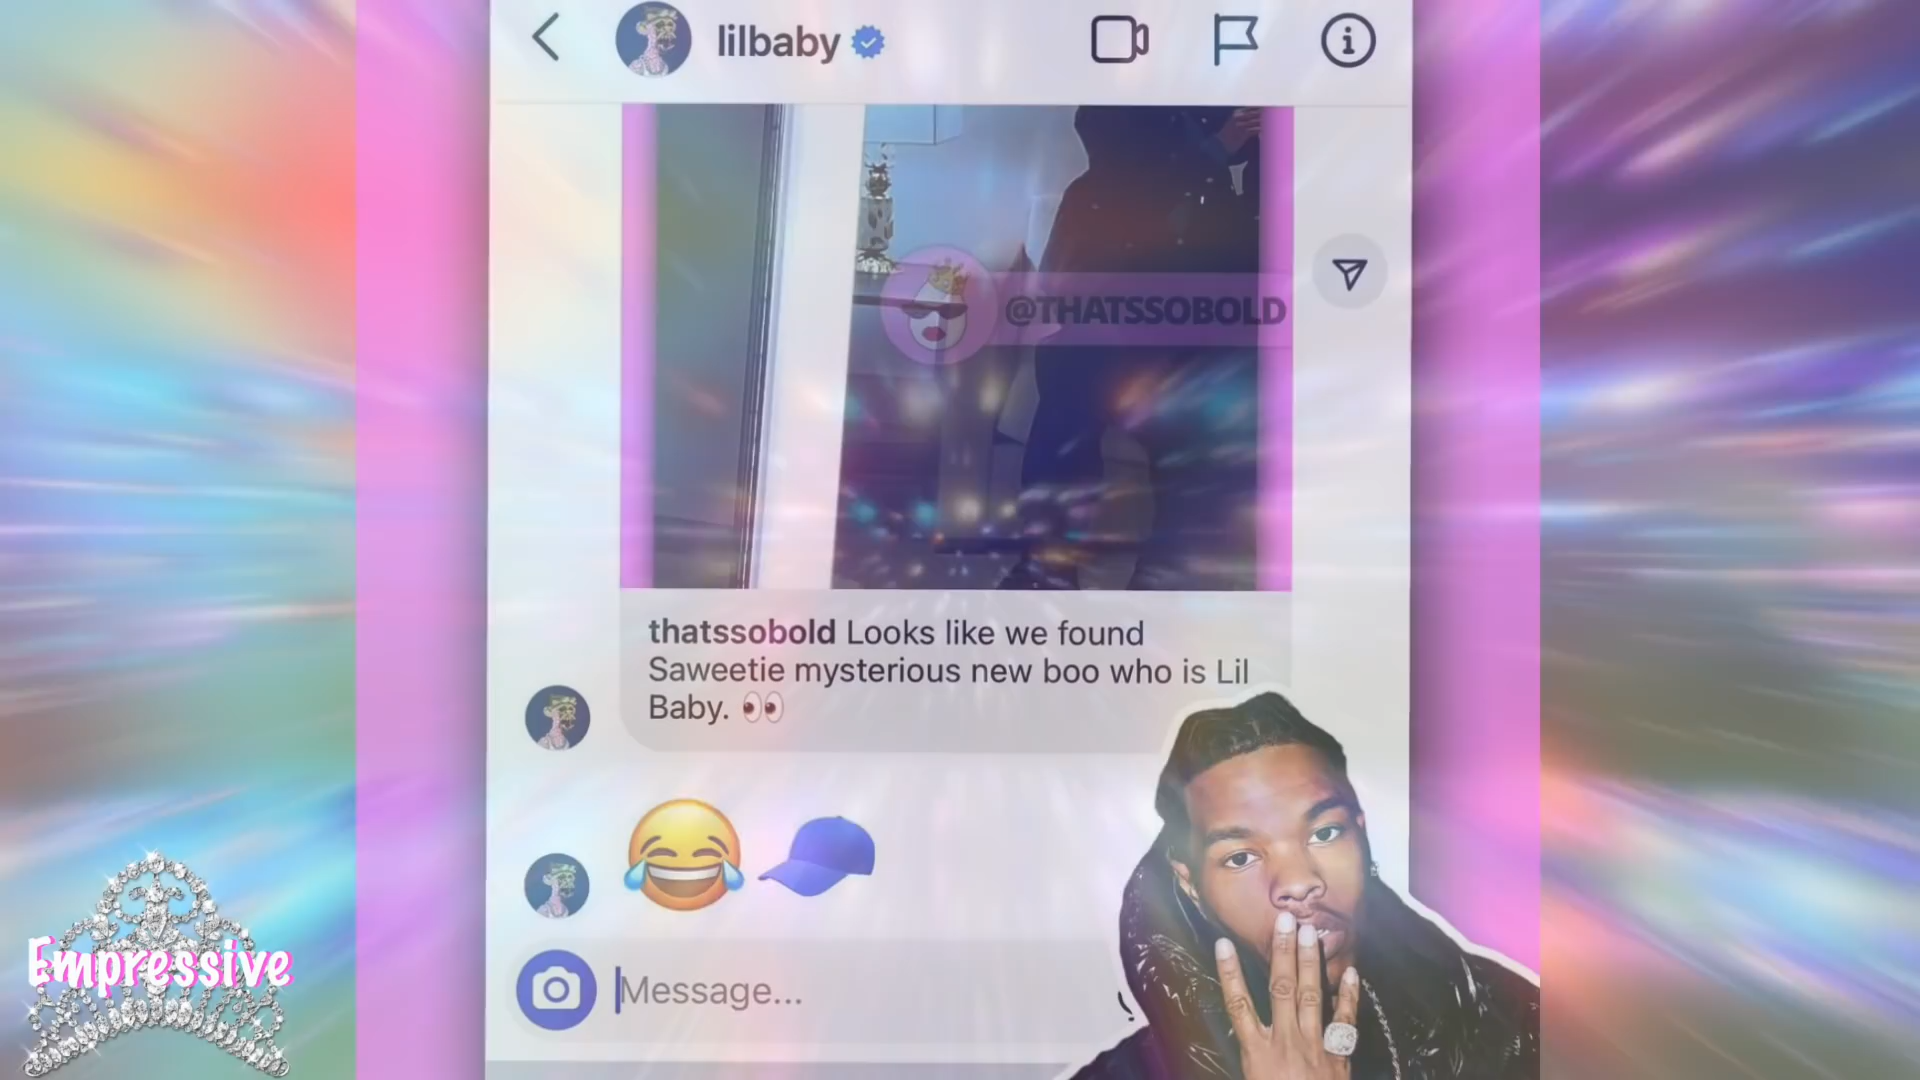 lilbaby
@THATSSOBOLD
thatssobold Looks like we found
Saweetie mysterious new boo who is Lil
Baby. 👀
😂 🧢
Message...
Empressive